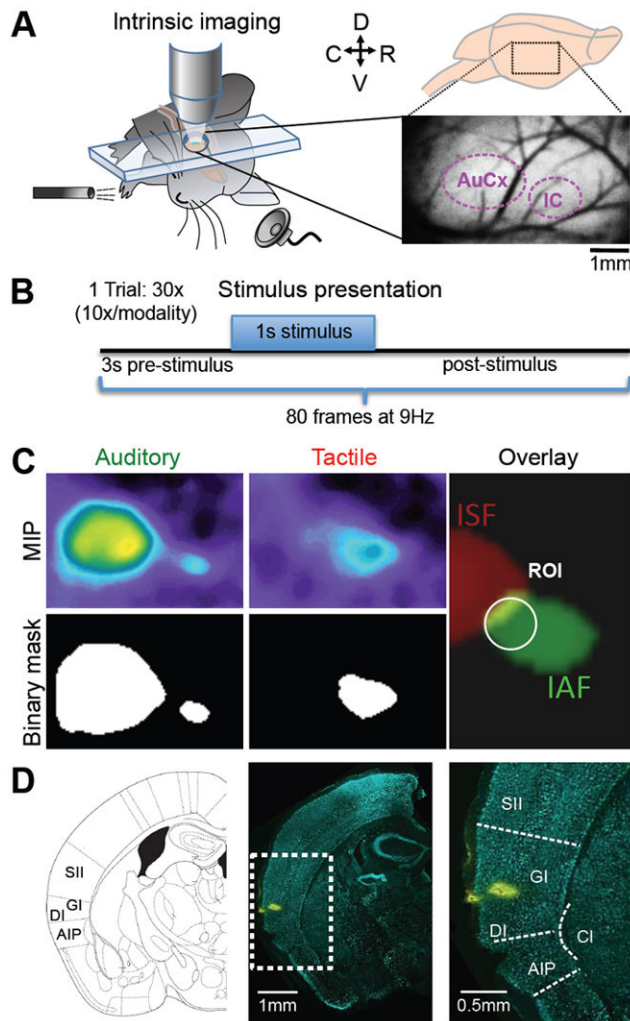 A
Intrinsic imaging
D
C
R
V
AuCx
IC
1mm
B
1 Trial: 30x
(10x/modality)
Stimulus presentation
1s stimulus
3s pre-stimulus
post-stimulus
80 frames at 9Hz
C
Auditory
Tactile
Overlay
MIP
ISF
ROI
IAF
Binary mask
D
SII
GI
DI
AIP
1mm
SII
GI
DI
CI
AIP
0.5mm